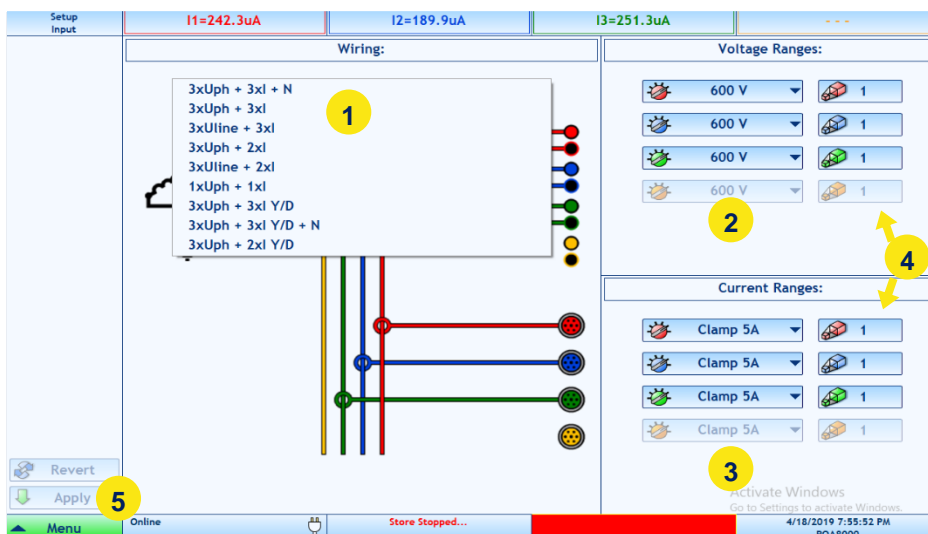 Setup
Input
I1=242.3uA
I2=189.9uA
I3=251.3uA
- - -
Wiring:
3xUph + 3xI + N
3xUph + 3xI
3xUline + 3xI
3xUph + 2xI
3xUline + 2xI
1xUph + 1xI
3xUph + 3xI Y/D
3xUph + 3xI Y/D + N
3xUph + 2xI Y/D
1
Voltage Ranges:
600 V 1
600 V 1
600 V 1
600 V 1
2
4
Current Ranges:
Clamp 5A 1
Clamp 5A 1
Clamp 5A 1
Clamp 5A 1
3
Revert
Apply
5
Activate Windows
Go to Settings to activate Windows.
Menu
Online
Store Stopped...
4/18/2019 7:55:52 PM
PQA8000